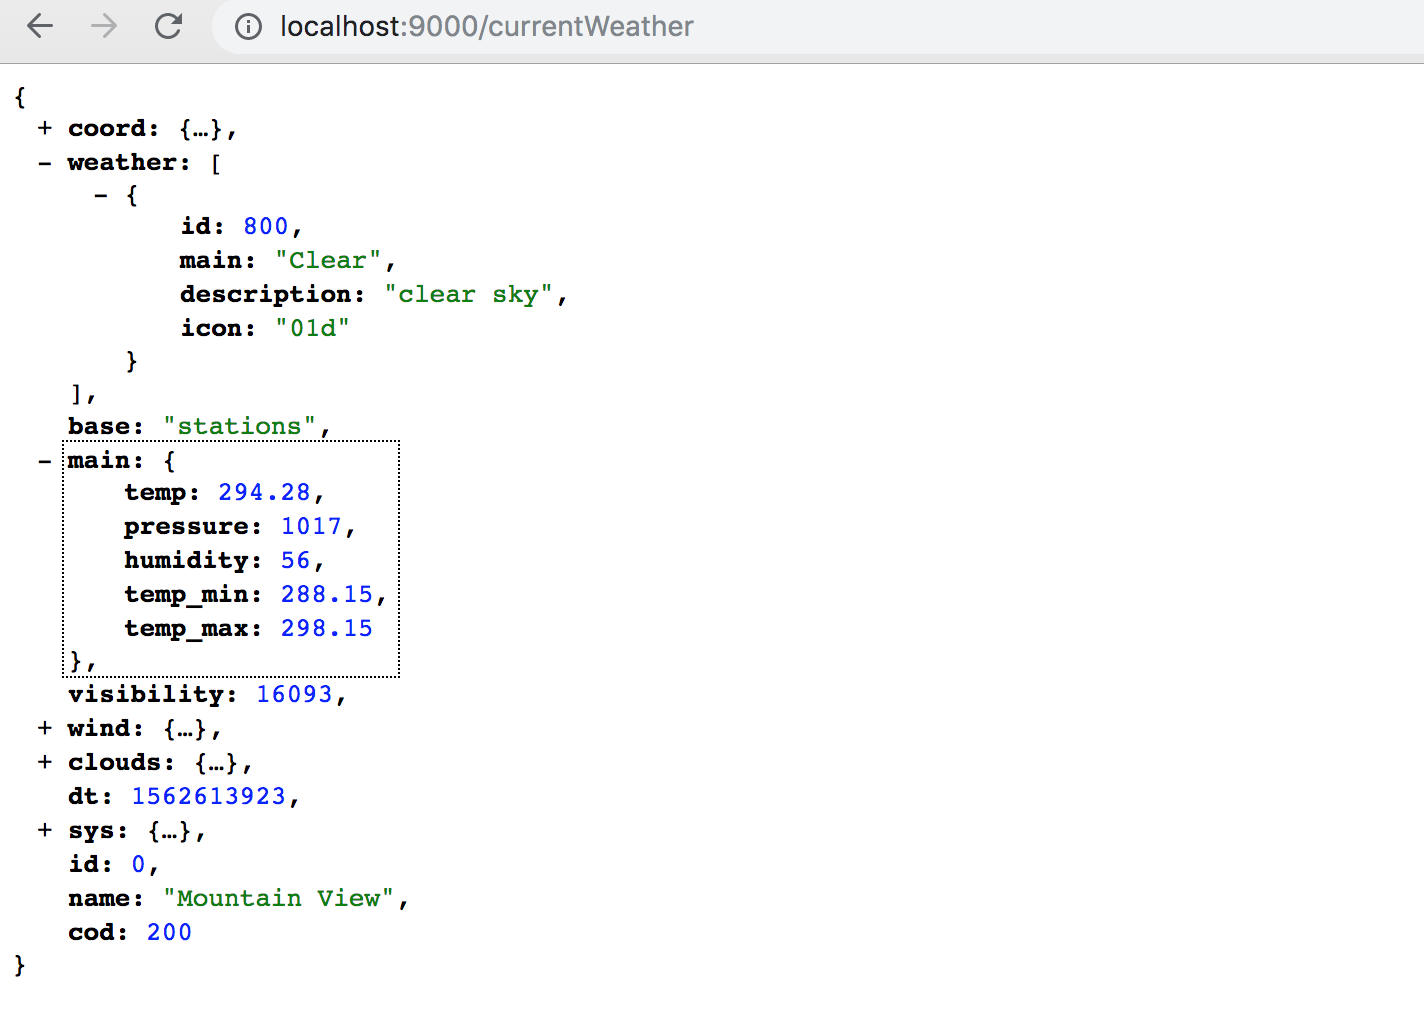 localhost:9000/currentWeather
{
+ coord: {…},
- weather: [
- {
id: 800,
main: "Clear",
description: "clear sky",
icon: "01d"
}
],
base: "stations",
- main: {
temp: 294.28,
pressure: 1017,
humidity: 56,
temp_min: 288.15,
temp_max: 298.15
},
visibility: 16093,
+ wind: {…},
+ clouds: {…},
dt: 1562613923,
+ sys: {…},
id: 0,
name: "Mountain View",
cod: 200
}